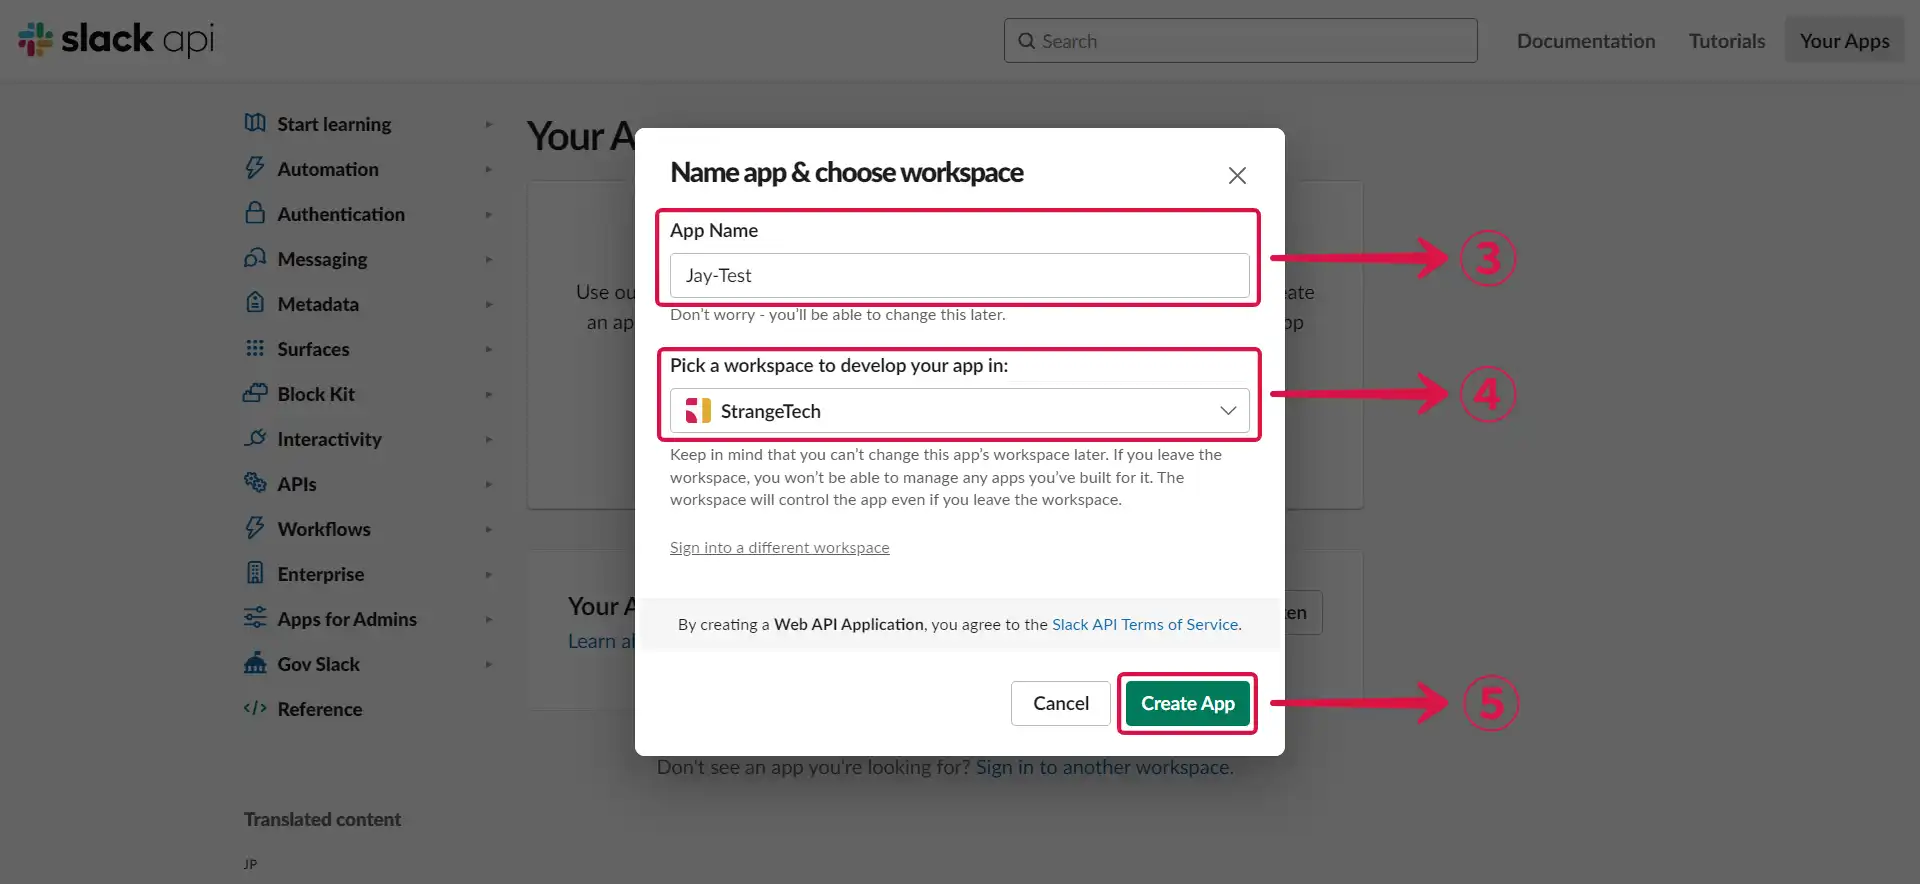 slack api
Search
Documentation
Tutorials
Your Apps
Start learning
Automation
Authentication
Messaging
Metadata
Surfaces
Block Kit
Interactivity
APIs
Workflows
Enterprise
Apps for Admins
Gov Slack
Reference
Translated content
JP
Your A
Use ou
an ap
Your A
Learn a
Name app & choose workspace
App Name
Jay-Test
Don't worry - you'll be able to change this later.
③
Pick a workspace to develop your app in:
StrangeTech
④
Keep in mind that you can't change this app's workspace later. If you leave the
workspace, you won't be able to manage any apps you've built for it. The
workspace will control the app even if you leave the workspace.
Sign into a different workspace
By creating a Web API Application, you agree to the Slack API Terms of Service.
Cancel
Create App
⑤
Don't see an app you're looking for? Sign in to another workspace.